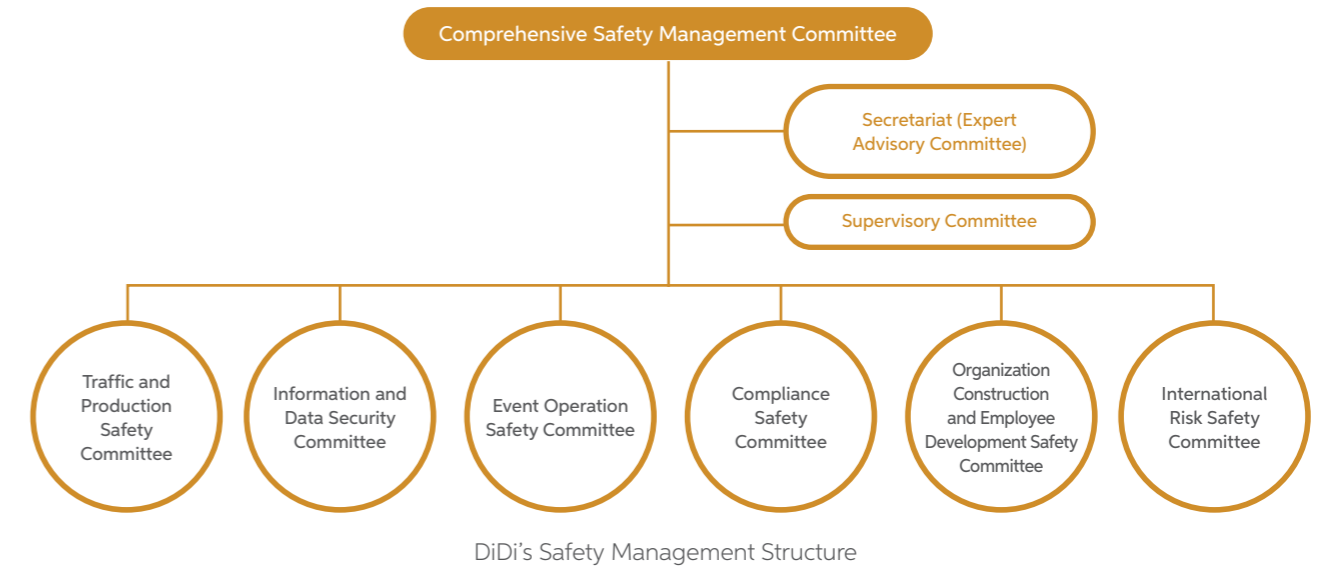 Comprehensive Safety Management Committee
Secretariat (Expert
Advisory Committee)
Supervisory Committee
Traffic and
Production
Safety
Committee
Information and
Data Security
Committee
Event Operation
Safety Committee
Compliance
Safety
Committee
Organization
Construction
and Employee
Development Safety
Committee
International
Risk Safety
Committee
DiDi’s Safety Management Structure